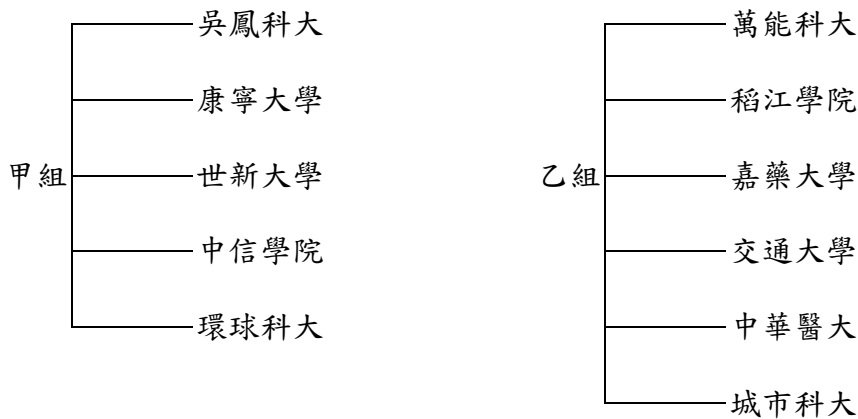 吳鳳科大
康寧大學
甲組
世新大學
中信學院
環球科大
萬能科大
稻江學院
乙組
嘉藥大學
交通大學
中華醫大
城市科大